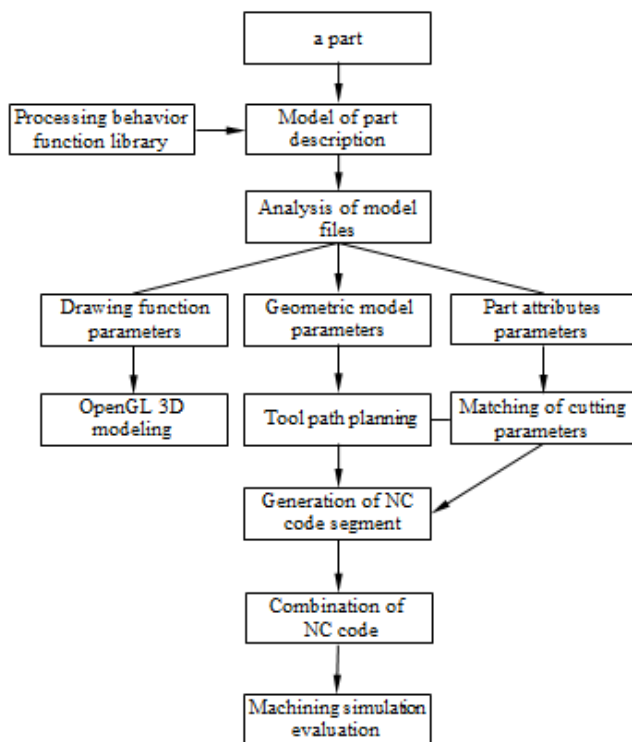 a part
Processing behavior
function library
Model of part
description
Analysis of model
files
Drawing function
parameters
Geometric model
parameters
Part attributes
parameters
OpenGL 3D
modeling
Tool path planning
Matching of cutting
parameters
Generation of NC
code segment
Combination of
NC code
Machining simulation
evaluation